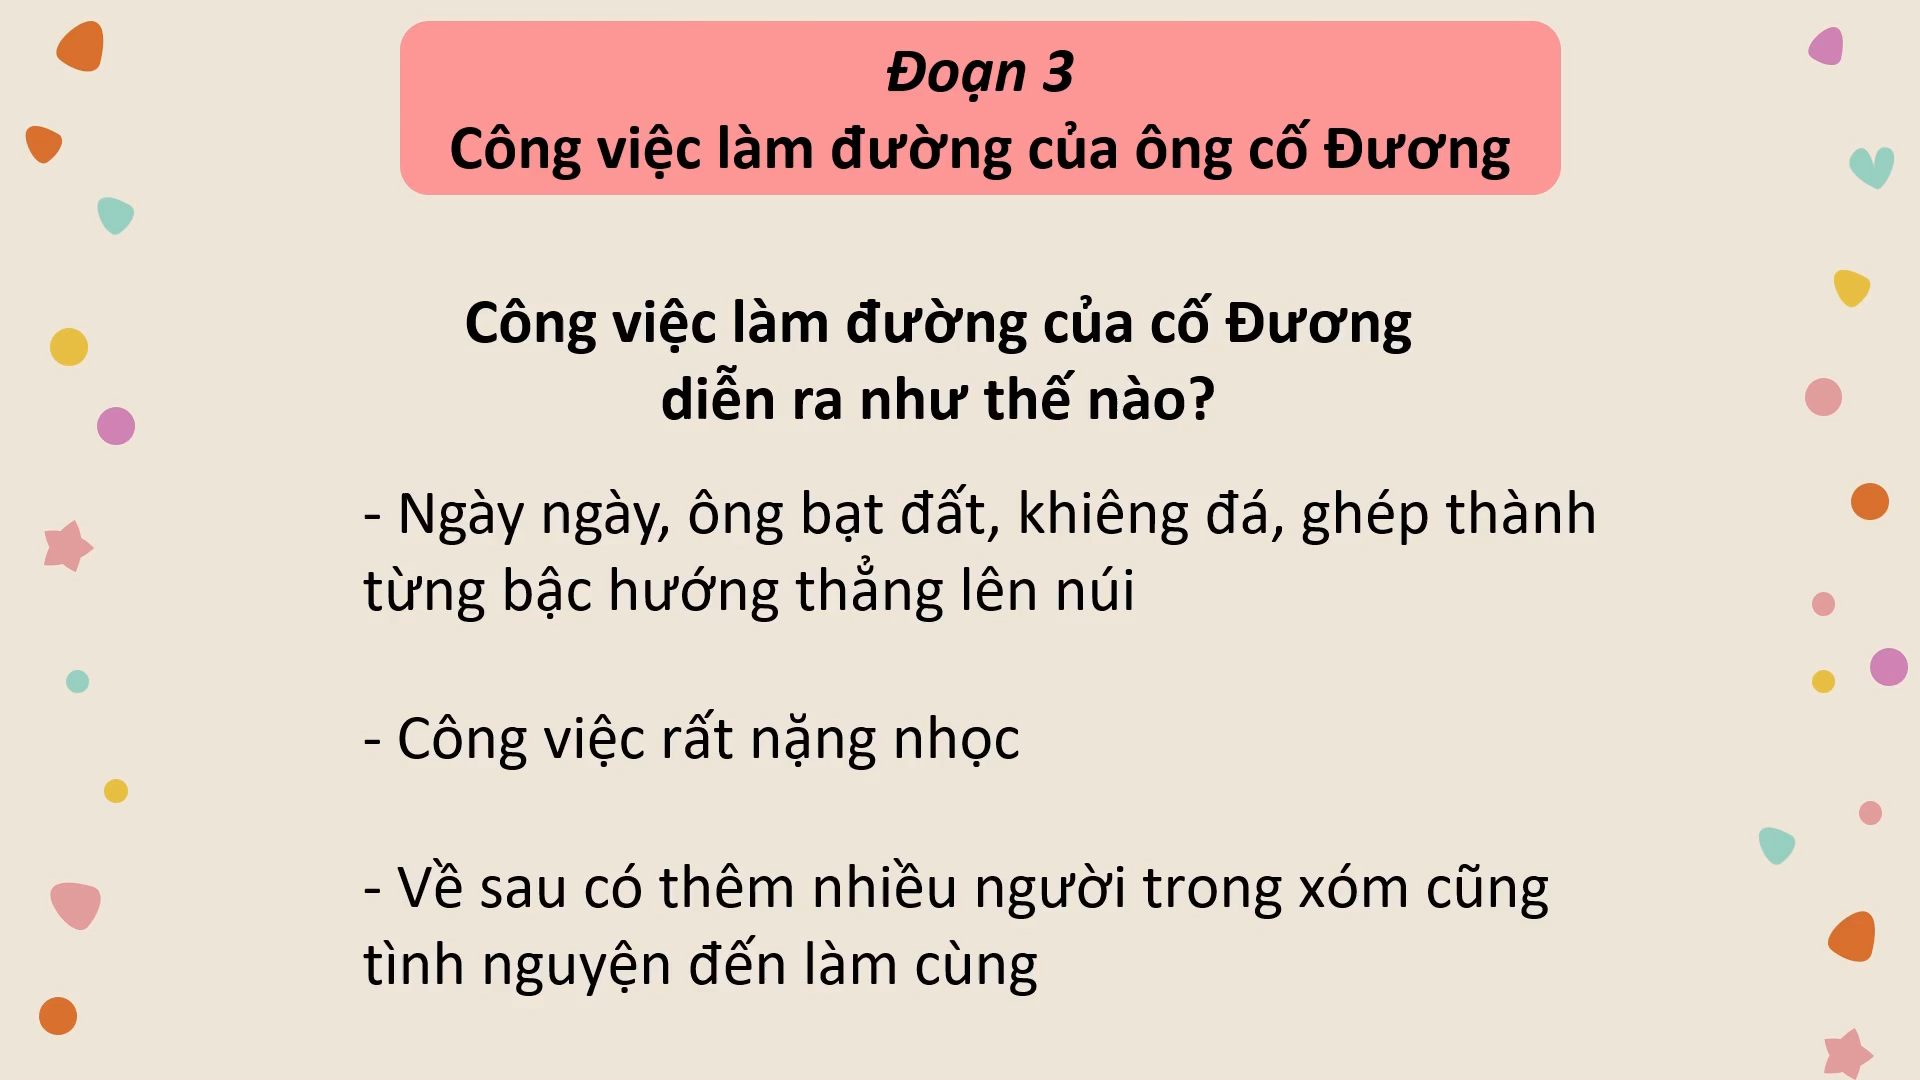 Đoạn 3
Công việc làm đường của ông cố Đương
Công việc làm đường của cố Đương
diễn ra như thế nào?
- Ngày ngày, ông bạt đất, khiêng đá, ghép thành
từng bậc hướng thẳng lên núi
- Công việc rất nặng nhọc
- Về sau có thêm nhiều người trong xóm cũng
tình nguyện đến làm cùng